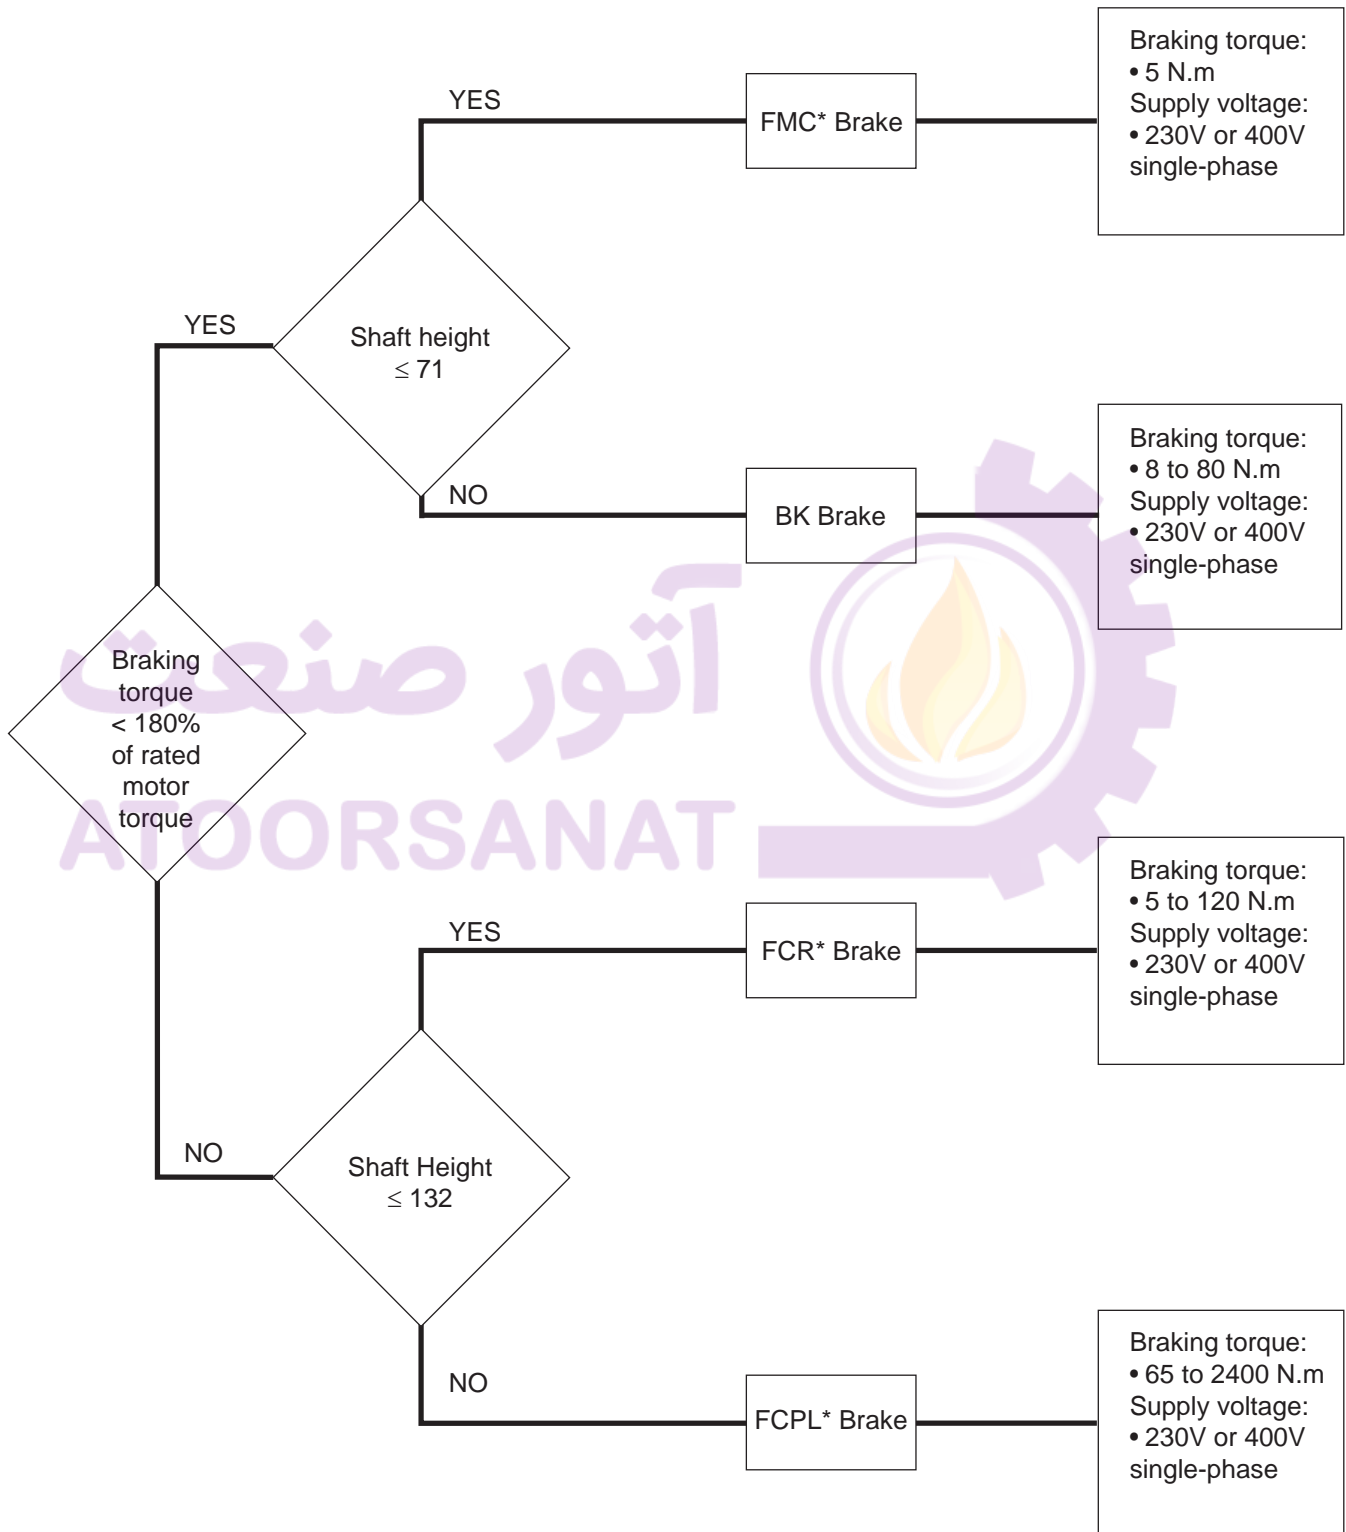 Braking torque:
• 5 N.m
Supply voltage:
• 230V or 400V
single-phase
YES
FMC* Brake
YES
Shaft height
≤ 71
NO
BK Brake
Braking torque:
• 8 to 80 N.m
Supply voltage:
• 230V or 400V
single-phase
آتور صنعت
ATOORSANAT
Braking
torque
< 180%
of rated
motor
torque
YES
FCR* Brake
Braking torque:
• 5 to 120 N.m
Supply voltage:
• 230V or 400V
single-phase
NO
Shaft Height
≤ 132
NO
FCPL* Brake
Braking torque:
• 65 to 2400 N.m
Supply voltage:
• 230V or 400V
single-phase